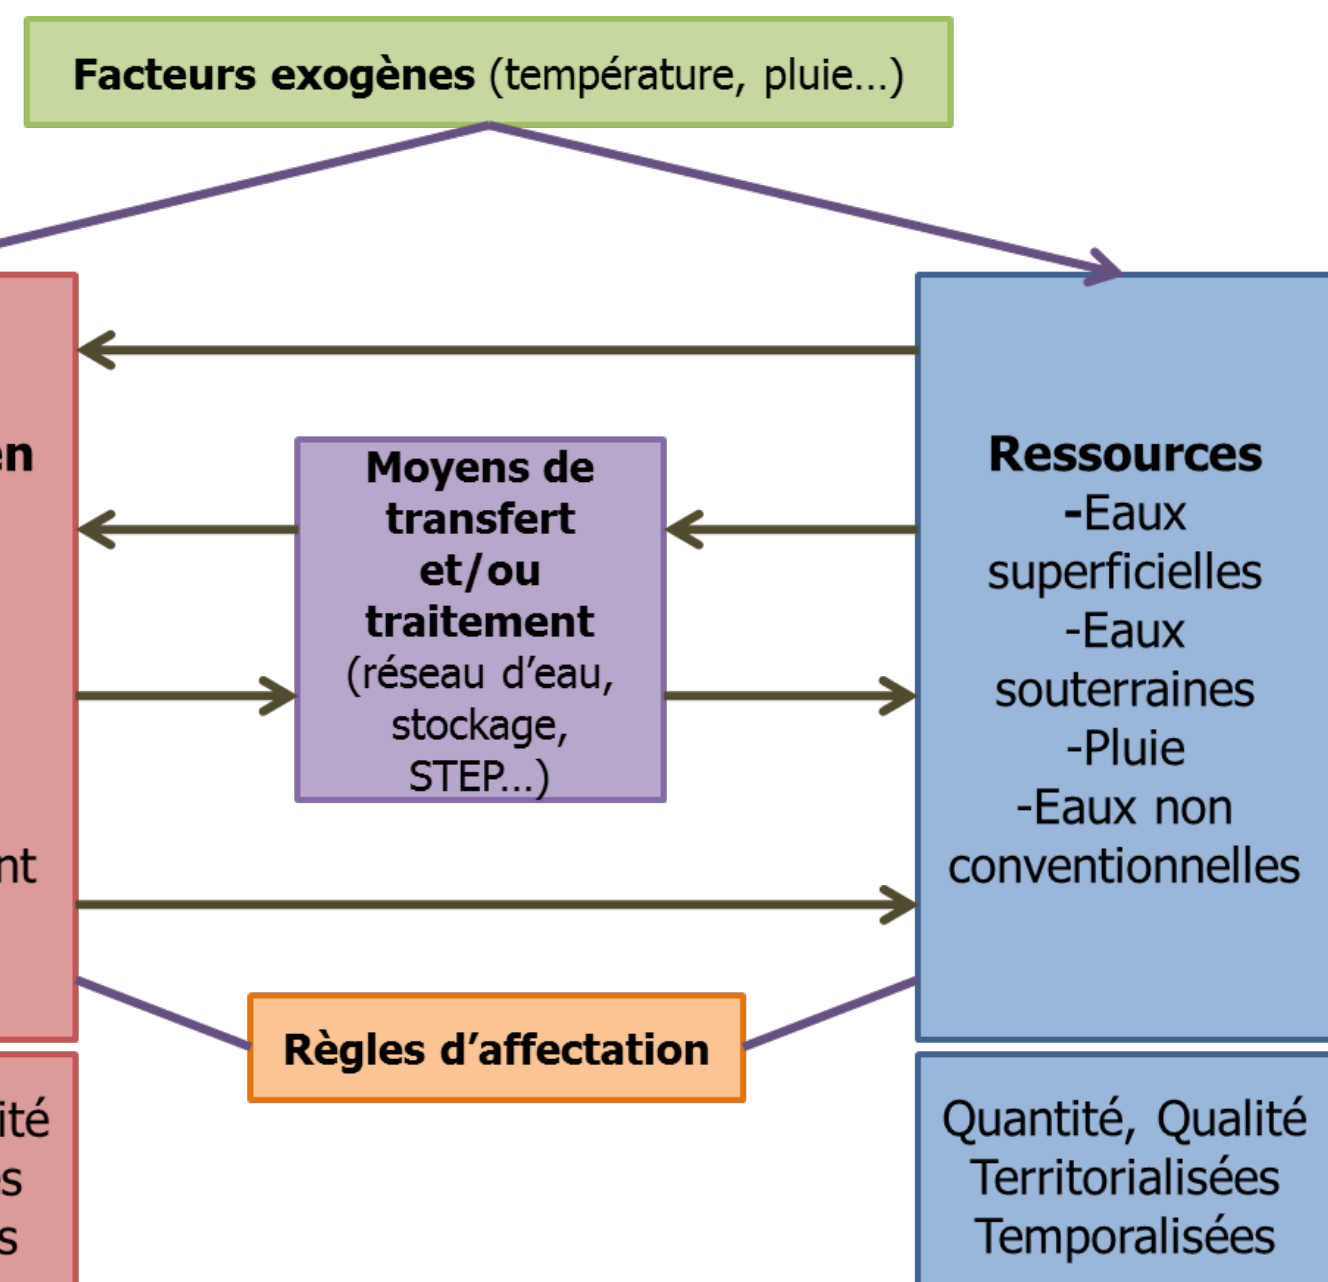 Facteurs exogènes (température, pluie…)
Moyens de
transfert
et/ou
traitement
(réseau d’eau,
stockage,
STEP…)
Ressources
-Eaux
superficielles
-Eaux
souterraines
-Pluie
-Eaux non
conventionnelles
Règles d’affectation
Quantité, Qualité
Territorialisées
Temporalisées